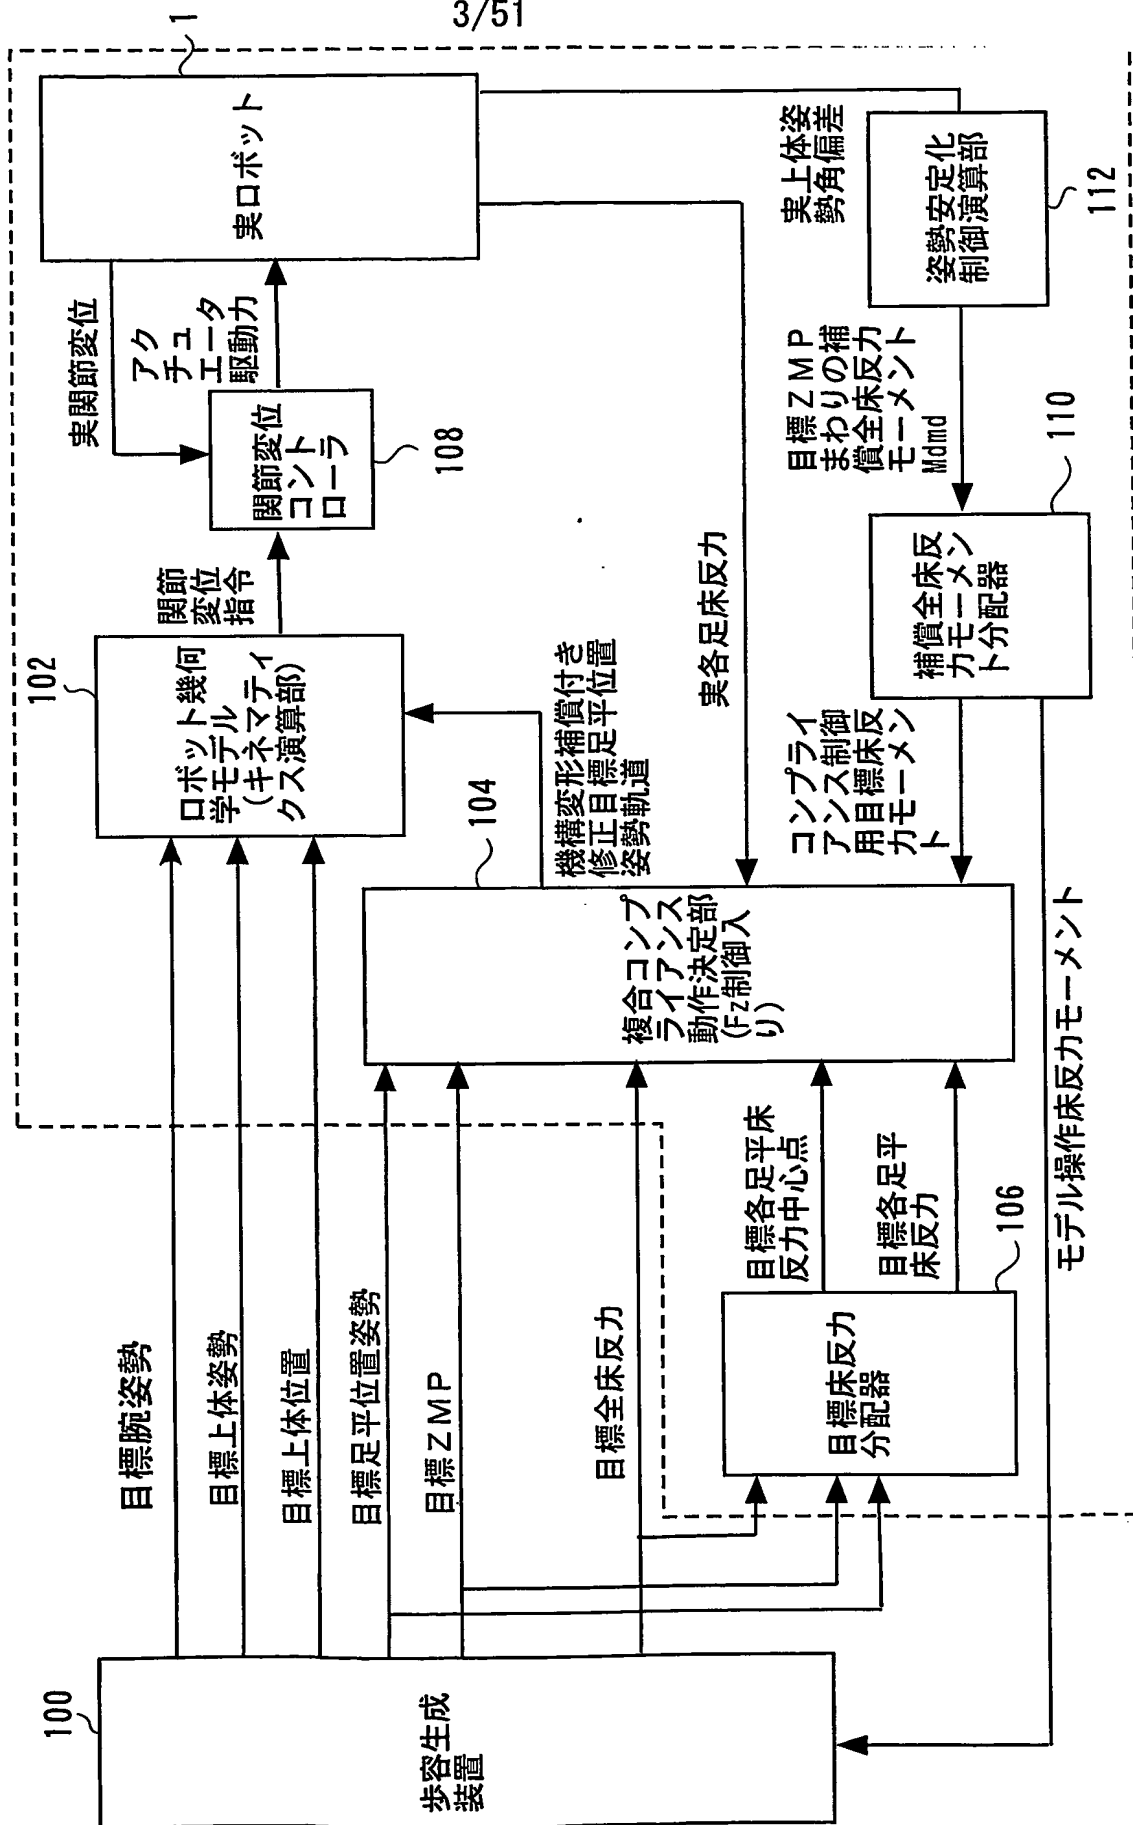 3/51
100
歩容生成
装置
目標腕姿勢
目標上体姿勢
目標上体位置
目標足平位置姿勢
目標ZMP
目標全床反力
102
ロボット幾何
学モデル
(キネマティ
クス演算部)
関節
変位
指令
実関節変位
アク
チュ
エータ
駆動力
関節変位
コント
ローラ
108
1
実ロボット
104
機構変形補償付き
修正目標足平位置
姿勢軌道
複合コンプ
ライアンス
動作決定部
(Fz制御入
り)
実各足床反力
目標各足平床
反力中心点
目標各足平
床反力
目標床反力
分配器
106
コンプライ
アンス制御
用目標床反
力モーメン
ト
補償全床反
力モーメン
ト分配器
110
目標ZMP
まわりの補
償全床反力
モーメント
Mdmd
実上体姿
勢角偏差
姿勢安定化
制御演算部
112
モデル操作床反力モーメント